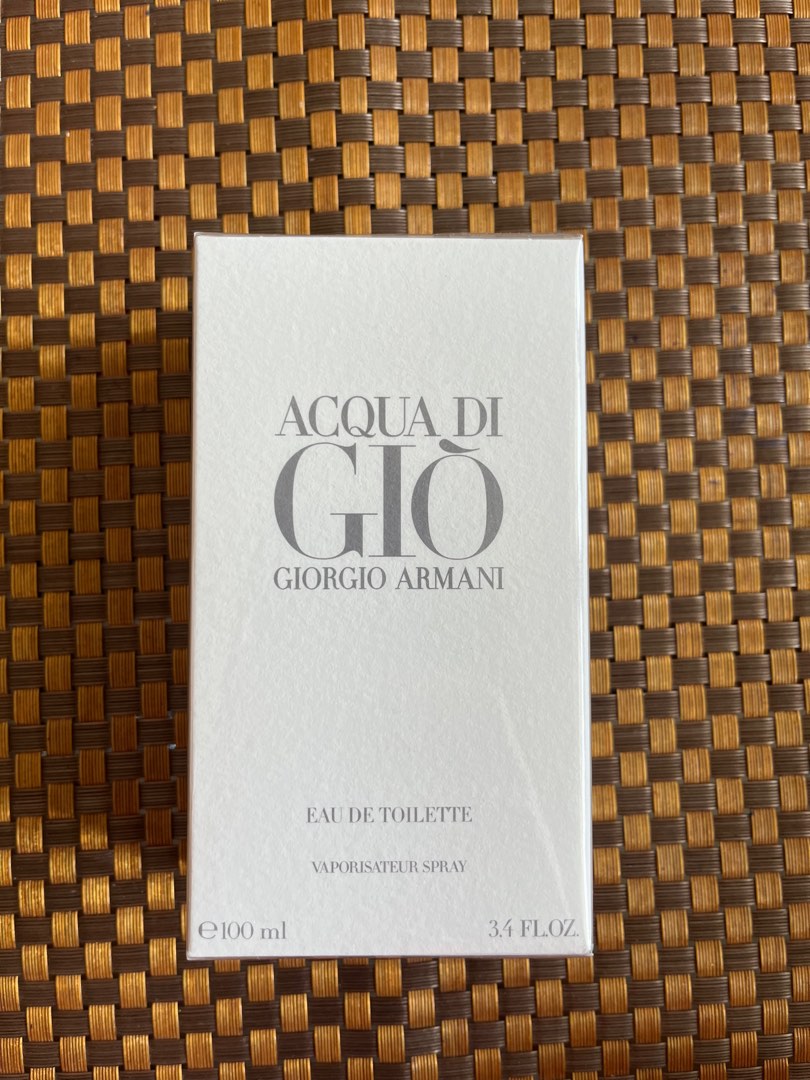 ACQUA DI
GIÒ
GIORGIO ARMANI
EAU DE TOILETTE
VAPORISATEUR SPRAY
℮100 ml 3.4 FL.OZ.